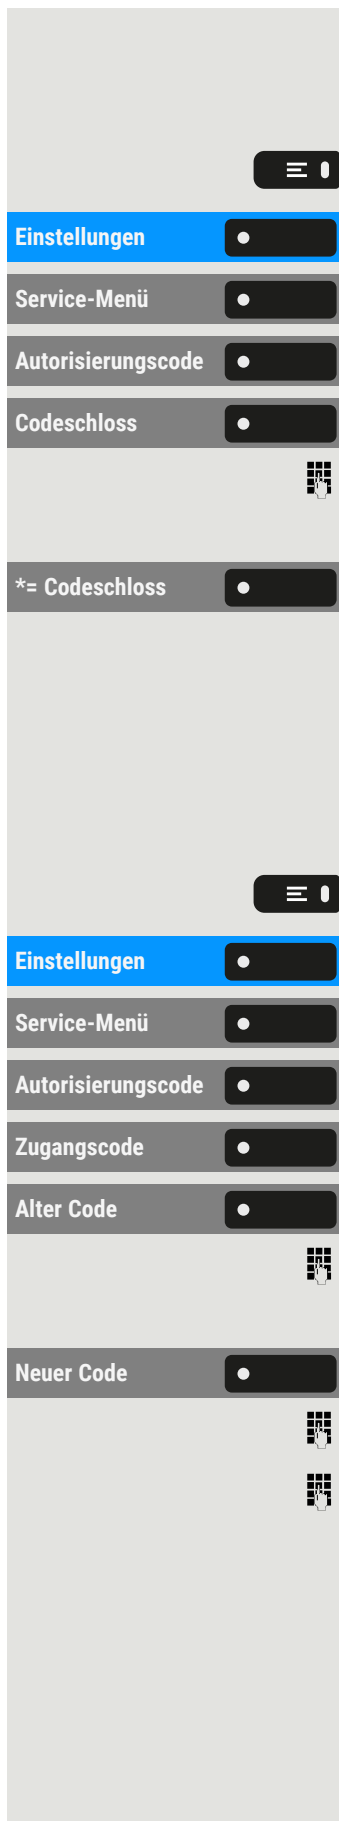 Einstellungen
Service-Menü
Autorisierungscode
Codeschloss
*= Codeschloss
Einstellungen
Service-Menü
Autorisierungscode
Zugangscode
Alter Code
Neuer Code